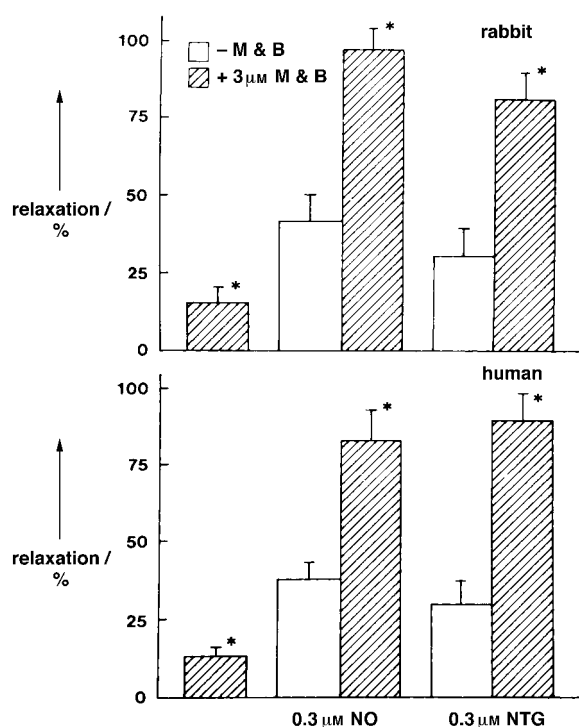 100
– M & B
+ 3 μM M & B
*
rabbit
*
75
50
relaxation /
%
25
*
0
human
100
*
*
75
50
relaxation /
%
25
*
0
0.3 μM NO
0.3 μM NTG